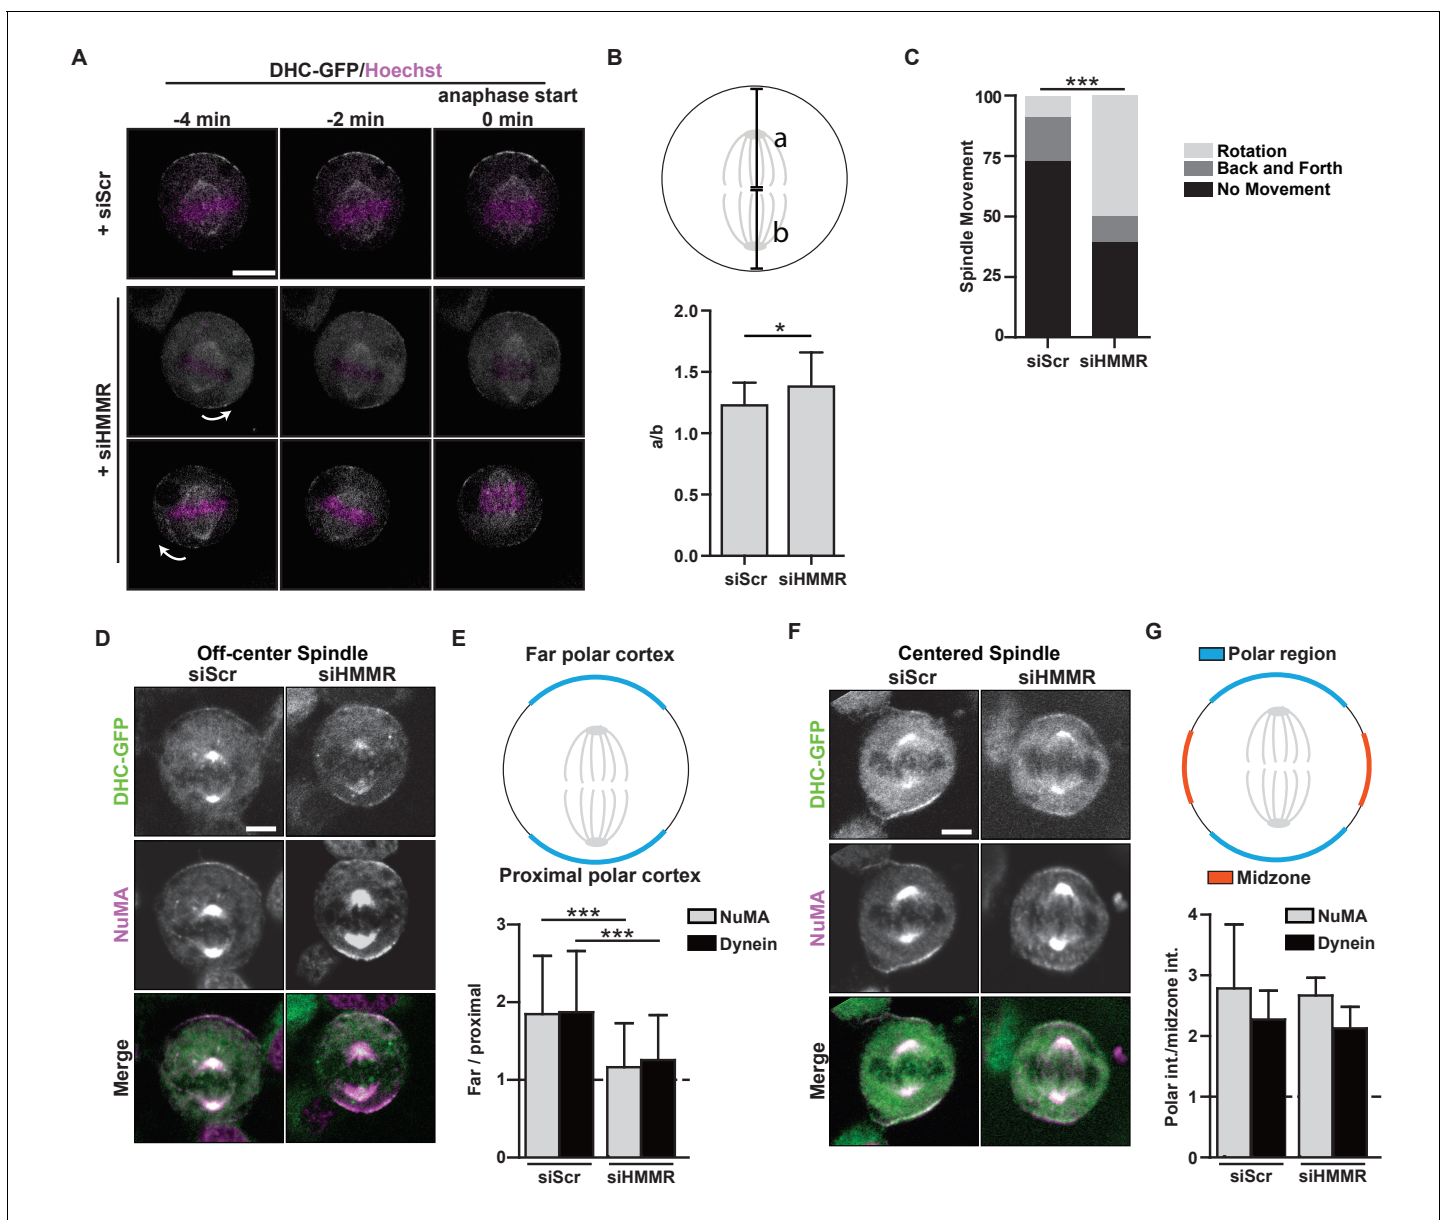 A
DHC-GFP/Hoechst
anaphase start
-4 min
-2 min
0 min
+ siScr
+ siHMMR
B
a
b
2.0
1.5
1.0
0.5
0.0
a/b
*
siScr
siHMMR
C
***
100
75
50
25
0
Spindle Movement
siScr
siHMMR
Rotation
Back and Forth
No Movement
D
Off-center Spindle
siScr
siHMMR
DHC-GFP
NuMA
Merge
E
Far polar cortex
Proximal polar cortex
3
2
1
0
Far / proximal
***
***
NuMA
Dynein
siScr
siHMMR
F
Centered Spindle
siScr
siHMMR
DHC-GFP
NuMA
Merge
G
Polar region
Midzone
4
3
2
1
0
Polar int./midzone int.
NuMA
Dynein
siScr
siHMMR